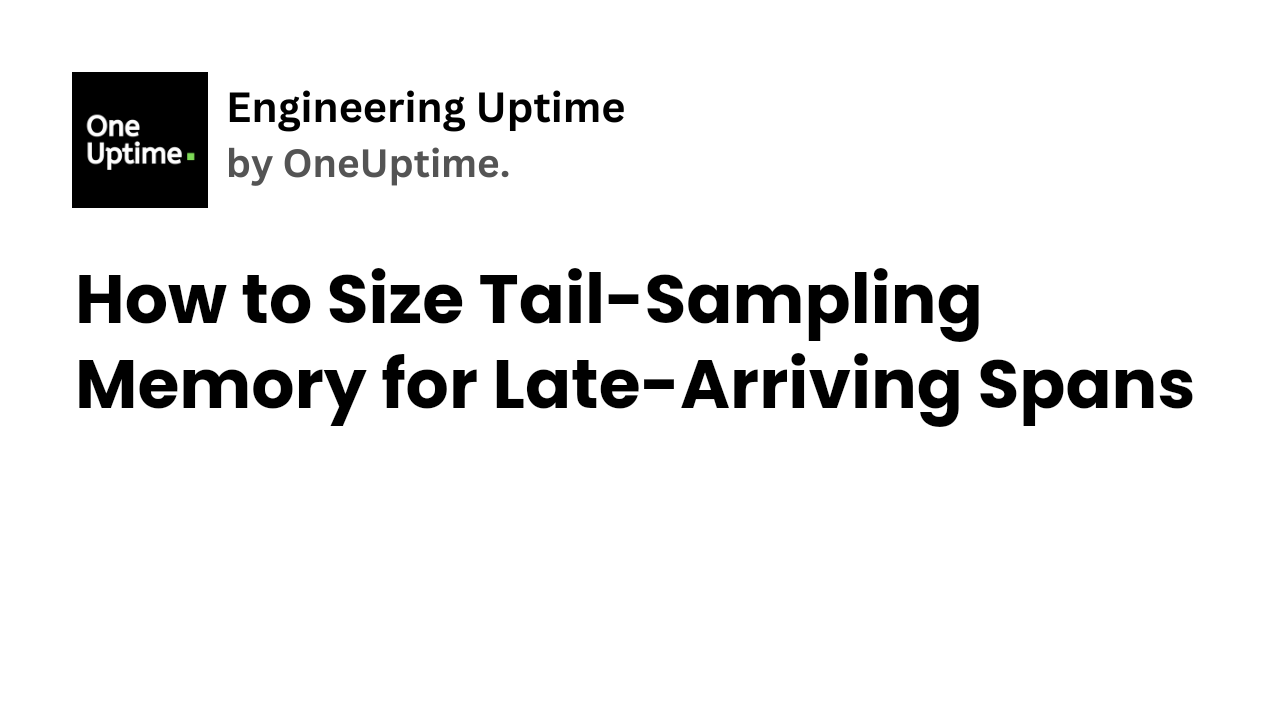 One
Uptime
Engineering Uptime
by OneUptime.
How to Size Tail-Sampling
Memory for Late-Arriving Spans